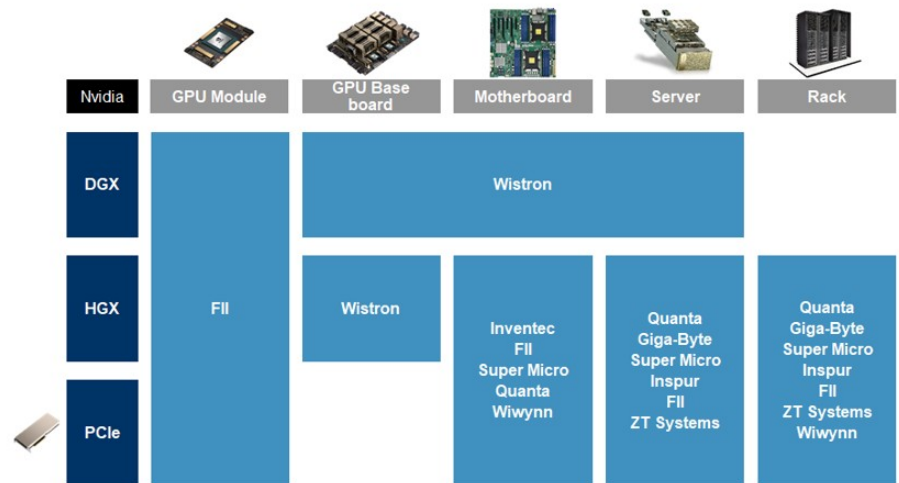 Nvidia
GPU Module
GPU Base
board
Motherboard
Server
Rack
DGX
Wistron
HGX
FII
Wistron
Inventec
FII
Super Micro
Quanta
Wiwynn
Quanta
Giga-Byte
Super Micro
Inspur
FII
ZT Systems
Quanta
Giga-Byte
Super Micro
Inspur
FII
ZT Systems
Wiwynn
PCIe